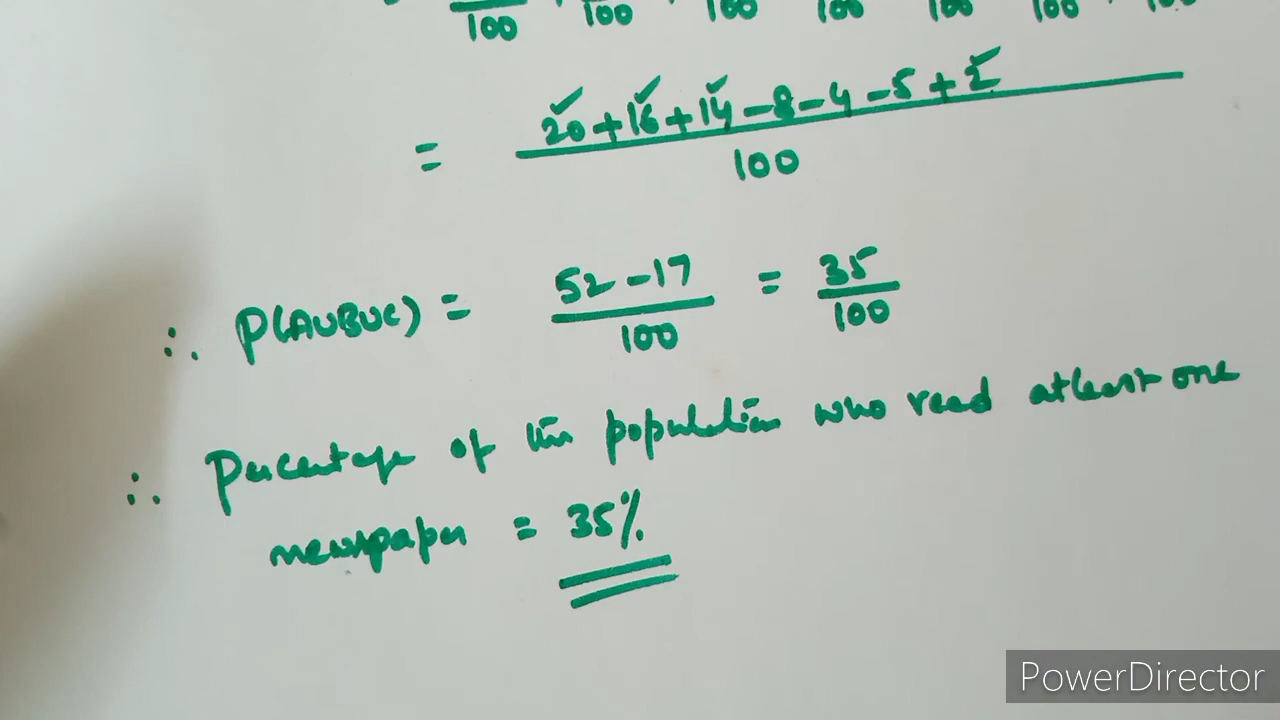 100 100 100 100 100 100 100
= 20+16+14-8-4-5+2
100
∴ P(AUBUC) = 52-17 = 35
100 100
∴ Percentage of the population who read atleast one
newspaper = 35%
PowerDirector